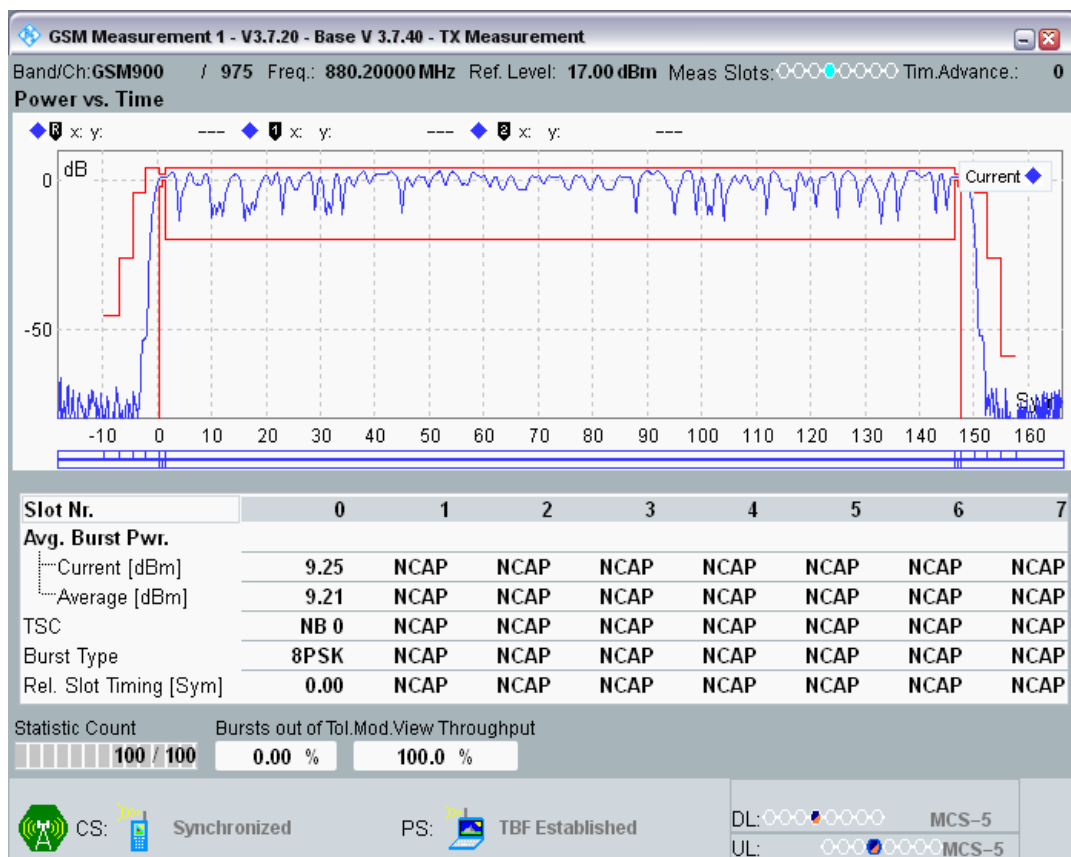 GSM Measurement 1 - V3.7.20 - Base V 3.7.40 - TX Measurement
Band/Ch:GSM900 / 975 Freq.: 880.20000 MHz Ref. Level: 17.00 dBm Meas Slots: Tim.Advance.: 0
Power vs. Time
R x: y: --- 1 x: y: --- 2 x: y: ---
dB
Current
0
-50
Sym
-10 0 10 20 30 40 50 60 70 80 90 100 110 120 130 140 150 160
Slot Nr. 0 1 2 3 4 5 6 7
Avg. Burst Pwr.
Current [dBm] 9.25 NCAP NCAP NCAP NCAP NCAP NCAP NCAP
Average [dBm] 9.21 NCAP NCAP NCAP NCAP NCAP NCAP NCAP
TSC NB 0 NCAP NCAP NCAP NCAP NCAP NCAP NCAP
Burst Type 8PSK NCAP NCAP NCAP NCAP NCAP NCAP NCAP
Rel. Slot Timing [Sym] 0.00 NCAP NCAP NCAP NCAP NCAP NCAP NCAP
Statistic Count Bursts out of Tol.Mod.View Throughput
100 / 100 0.00 % 100.0 %
CS: Synchronized PS: TBF Established
DL: MCS-5
UL: MCS-5